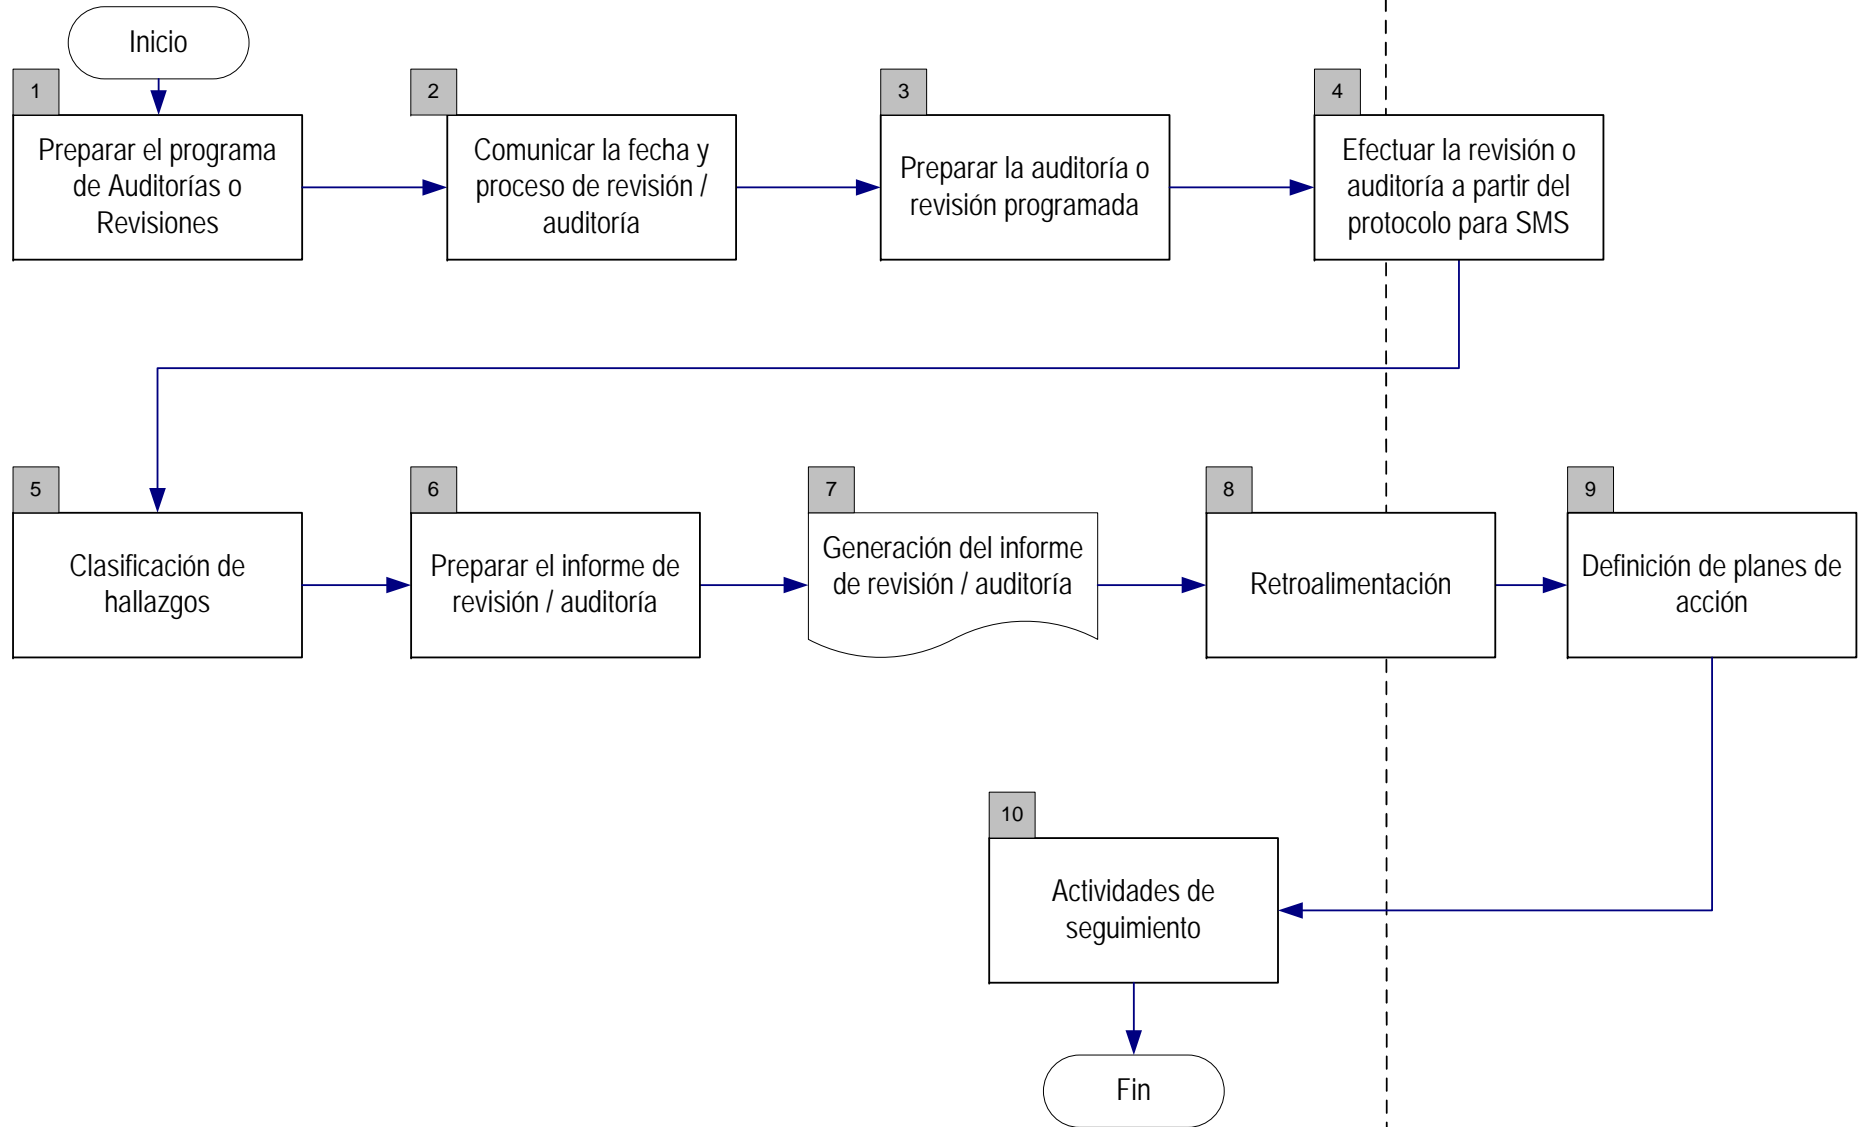 Inicio
1
Preparar el programa
de Auditorías o
Revisiones
2
Comunicar la fecha y
proceso de revisión /
auditoría
3
Preparar la auditoría o
revisión programada
4
Efectuar la revisión o
auditoría a partir del
protocolo para SMS
5
Clasificación de
hallazgos
6
Preparar el informe de
revisión / auditoría
7
Generación del informe
de revisión / auditoría
8
Retroalimentación
9
Definición de planes de
acción
10
Actividades de
seguimiento
Fin